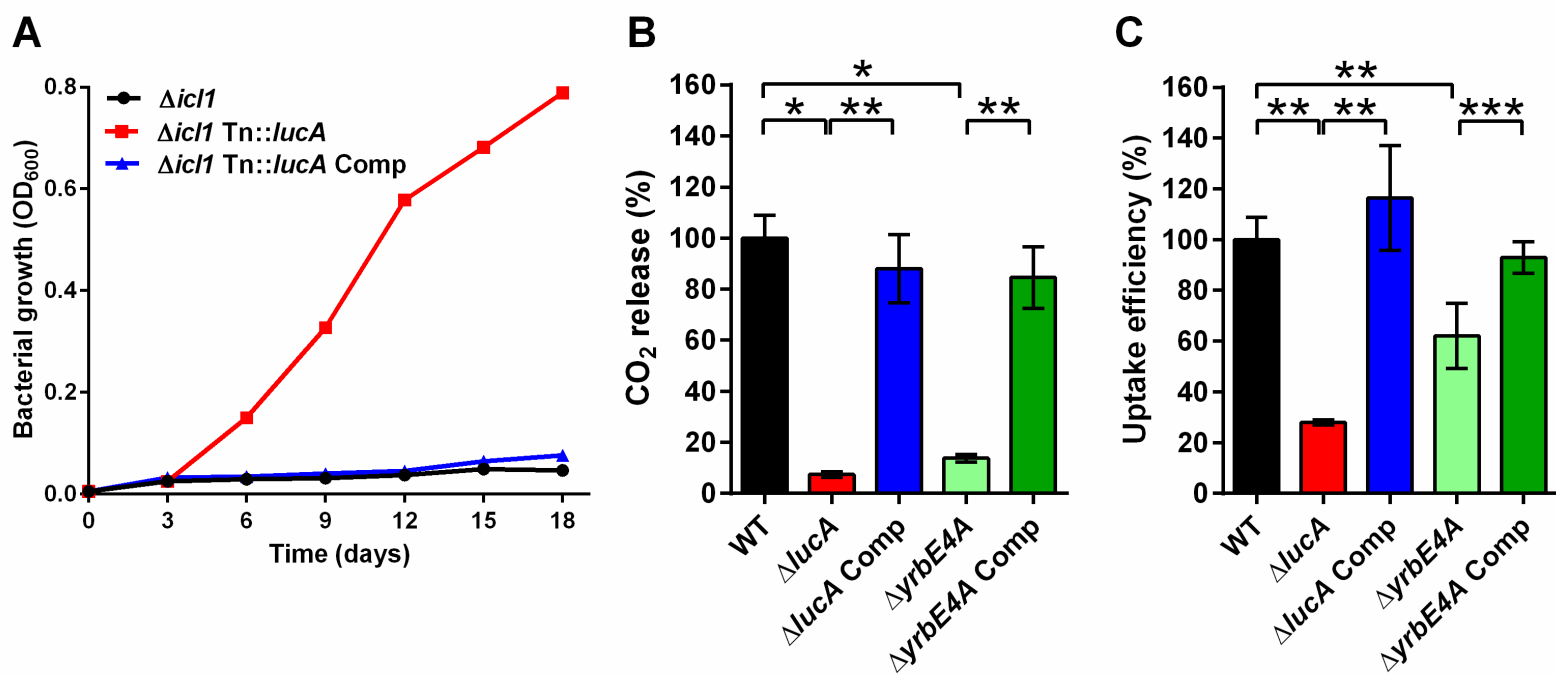 A
Bacterial growth (OD600)
0.8
0.6
0.4
0.2
0.0
Δicl1
Δicl1 Tn::lucA
Δicl1 Tn::lucA Comp
0 3 6 9 12 15 18
Time (days)
B
CO2 release (%)
160
140
120
100
80
60
40
20
0
*
* ** **
WT
ΔlucA
ΔlucA Comp
ΔyrbE4A
ΔyrbE4A Comp
C
Uptake efficiency (%)
160
140
120
100
80
60
40
20
0
**
** ** ***
WT
ΔlucA
ΔlucA Comp
ΔyrbE4A
ΔyrbE4A Comp